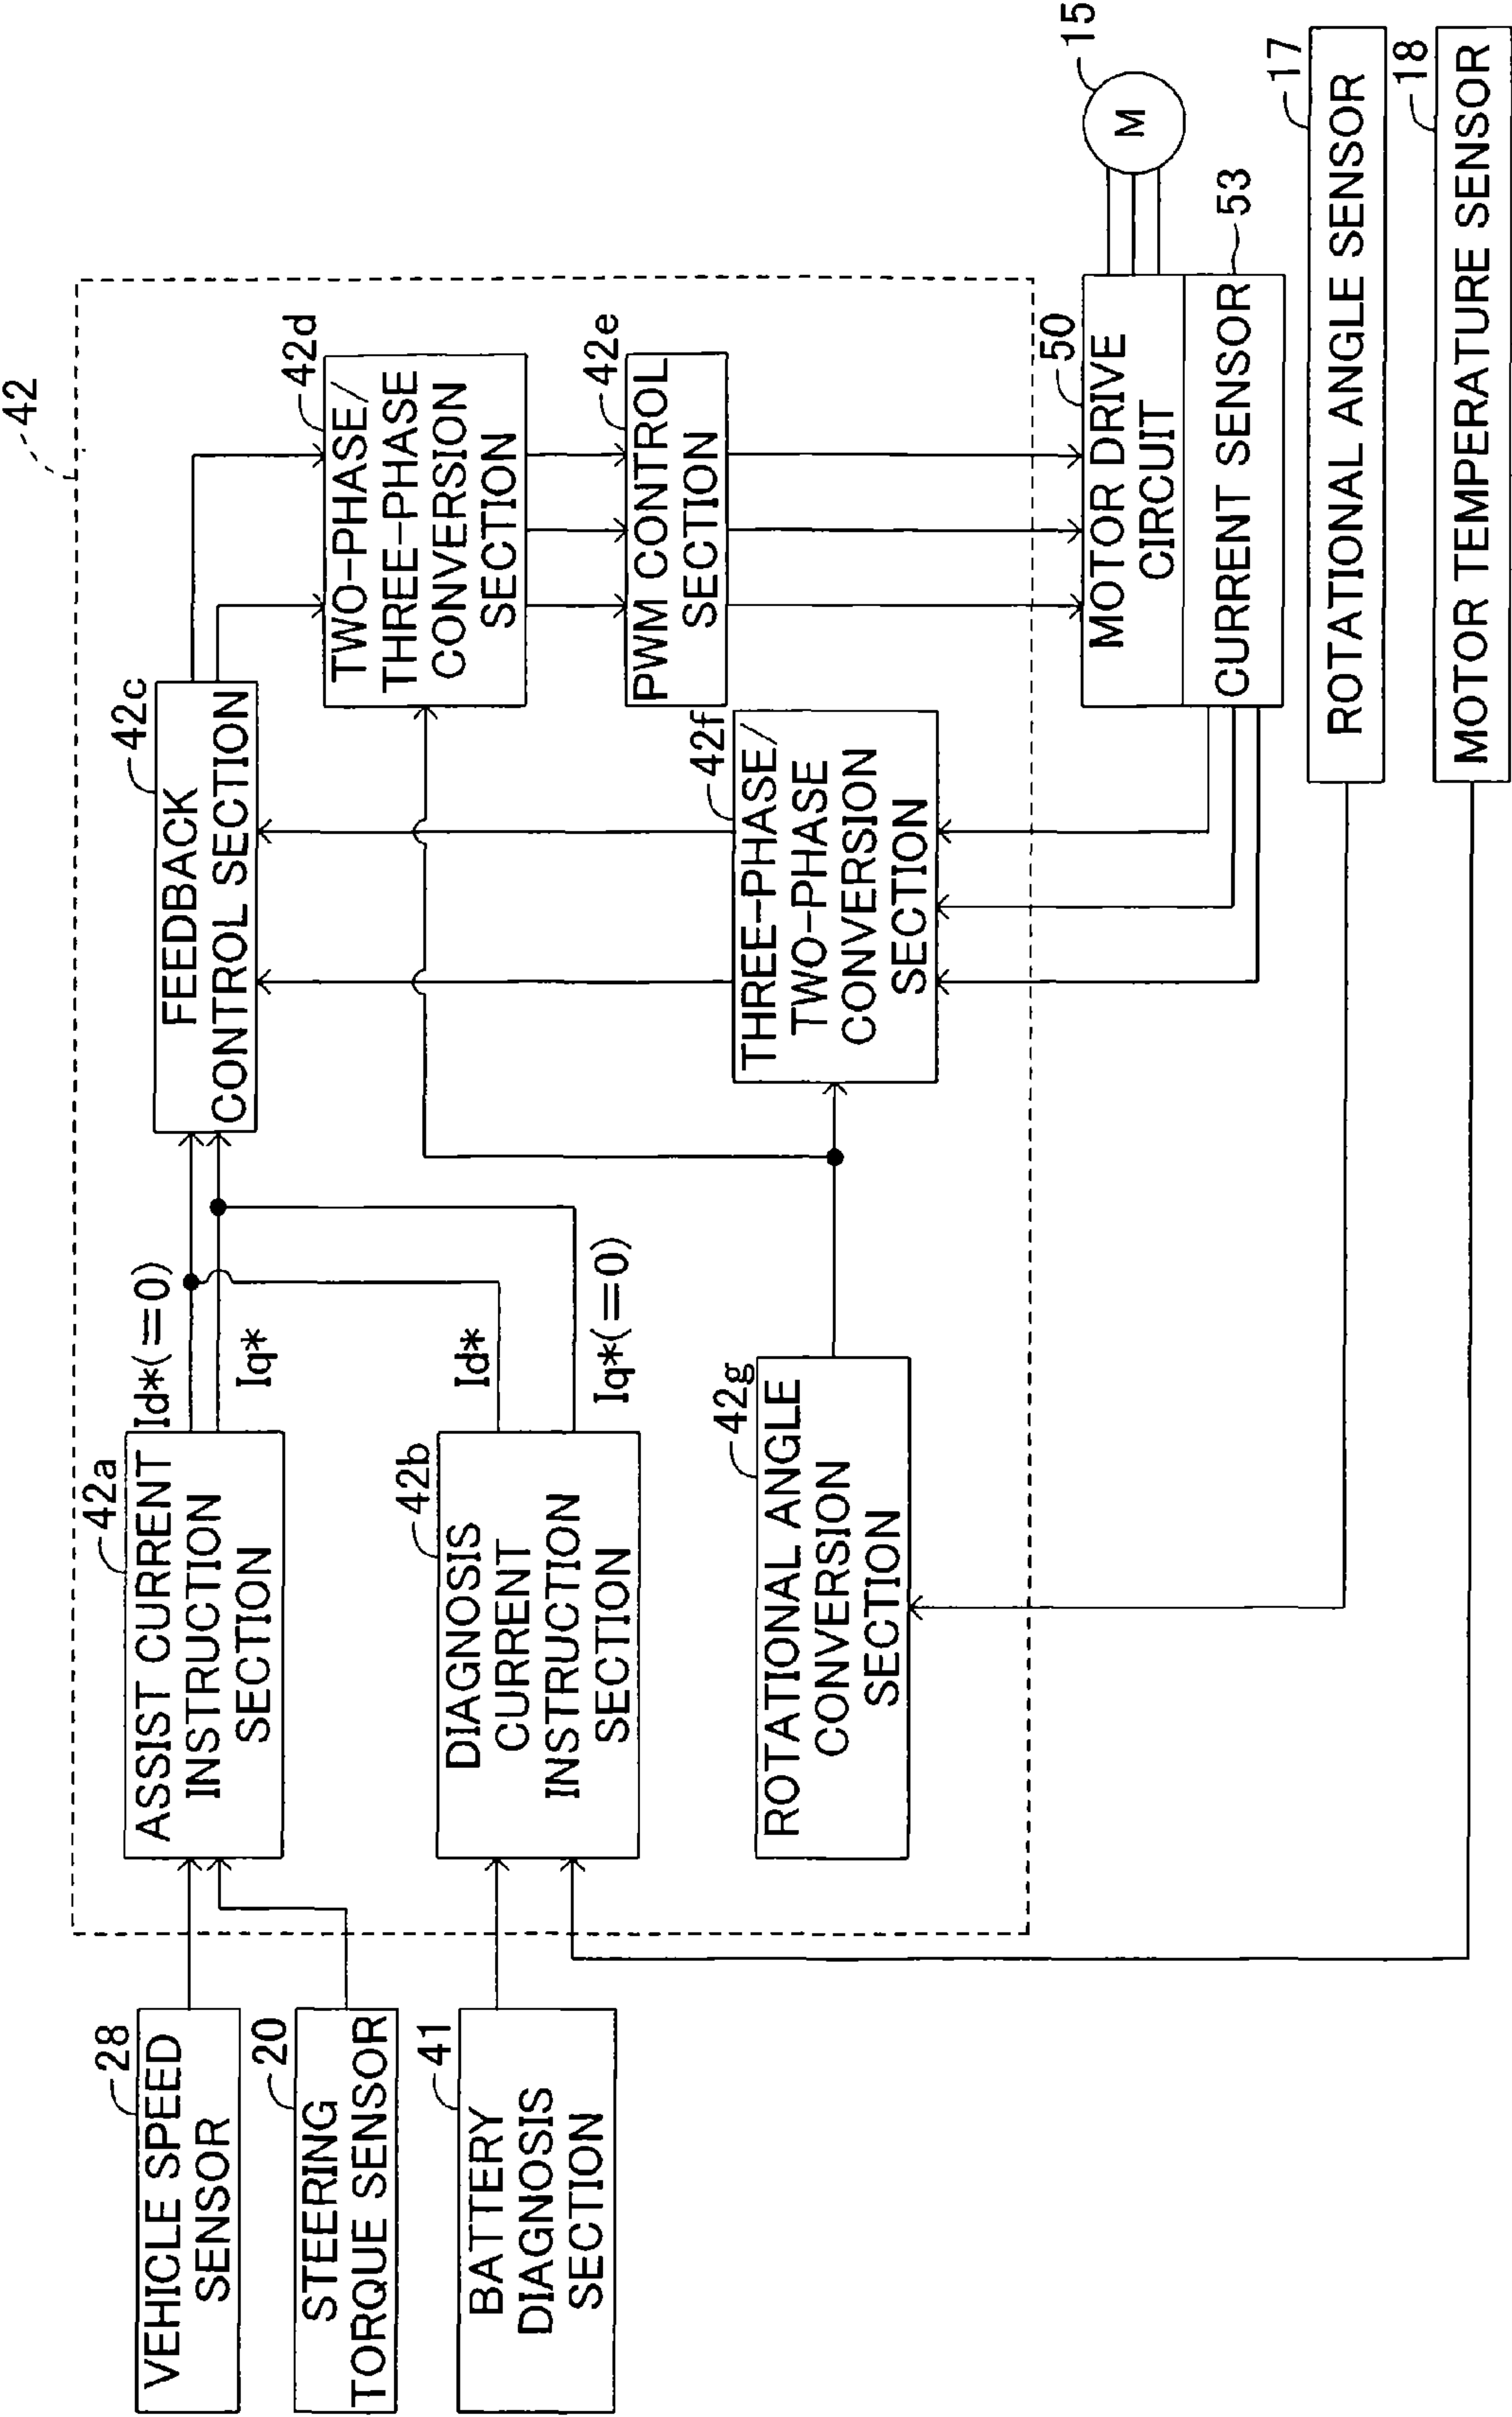 42
28
VEHICLE SPEED
SENSOR
20
STEERING
TORQUE SENSOR
41
BATTERY
DIAGNOSIS
SECTION
42a
ASSIST CURRENT
INSTRUCTION
SECTION
Id*(=0)
Iq*
42b
DIAGNOSIS
CURRENT
INSTRUCTION
SECTION
Id*
Iq*(=0)
42g
ROTATIONAL ANGLE
CONVERSION
SECTION
42c
FEEDBACK
CONTROL SECTION
42f
THREE-PHASE/
TWO-PHASE
CONVERSION
SECTION
42d
TWO-PHASE/
THREE-PHASE
CONVERSION
SECTION
42e
PWM CONTROL
SECTION
50
MOTOR DRIVE
CIRCUIT
CURRENT SENSOR
53
15
M
17
ROTATIONAL ANGLE SENSOR
18
MOTOR TEMPERATURE SENSOR